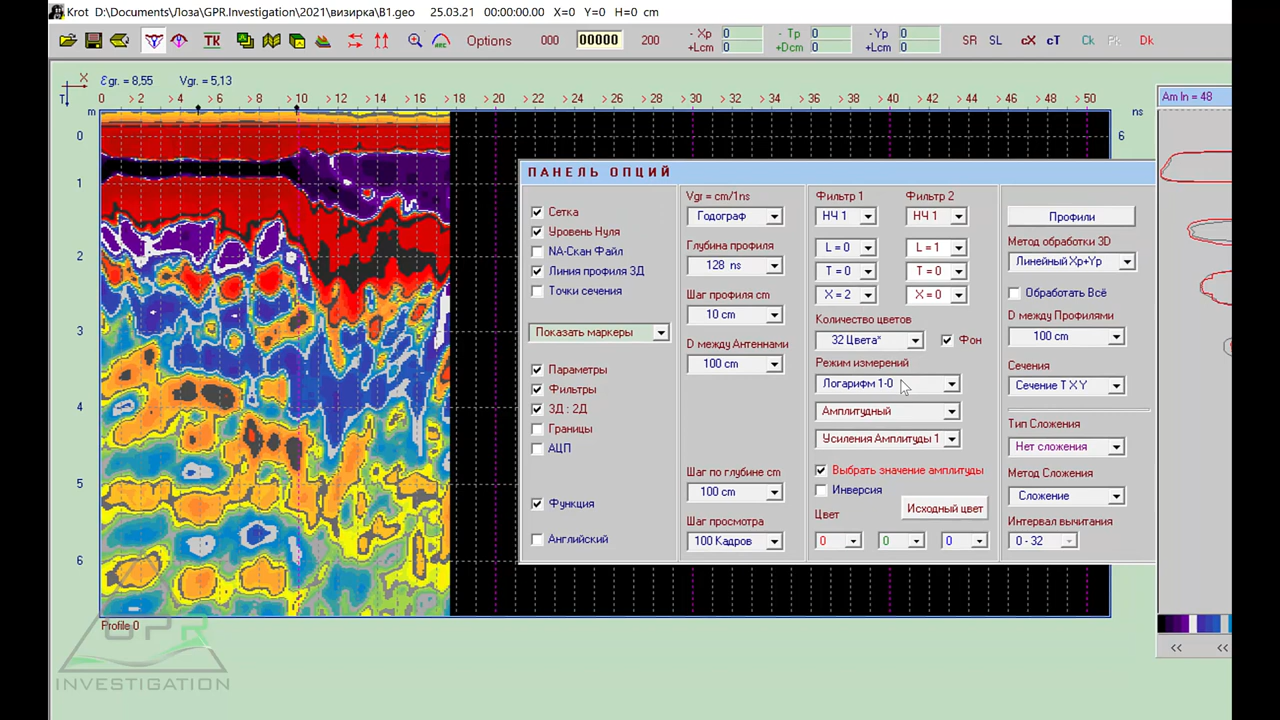 Krot D:\Documents\Лоза\GPR.Investigation\2021\визирка\B1.geo 25.03.21 00:00:00.00 X=0 Y=0 H=0 cm
TK ABC Options 000 00000 200 - Xp 0 - Tp 0 - Yp 0 SR SL cX cT Ck Pk Dk
+Lcm 0 +Dcm 0 +Lcm 0
X Ɛgr. = 8,55 Vgr. = 5,13
T 0 2 4 6 8 10 12 14 16 18 20 22 24 26 28 30 32 34 36 38 40 42 44 46 48 50
m ns
0 6
1
2
3
4
5
6
Profile 0
Am In = 48
ПАНЕЛЬ ОПЦИЙ
Сетка
Уровень Нуля
NA-Скан Файл
Линия профиля 3Д
Точки сечения
Показать маркеры
Параметры
Фильтры
3Д : 2Д
Границы
АЦП
Функция
Английский
Vgr = cm/1ns
Годограф
Глубина профиля
128 ns
Шаг профиля cm
10 cm
D между Антеннами
100 cm
Шаг по глубине cm
100 cm
Шаг просмотра
100 Кадров
Фильтр 1 Фильтр 2
НЧ 1 НЧ 1
L = 0 L = 1
T = 0 T = 0
X = 2 X = 0
Количество цветов
32 Цвета* Фон
Режим измерений
Логарифм 1-0
Амплитудный
Усиления Амплитуды 1
Выбрать значение амплитуды
Инверсия
Цвет Исходный цвет
0 0 0
Профили
Метод обработки 3D
Линейный Xp+Yp
Обработать Всё
D между Профилями
100 cm
Сечения
Сечение T X Y
Тип Сложения
Нет сложения
Метод Сложения
Сложение
Интервал вычитания
0 - 32
<< <<
GPR
INVESTIGATION